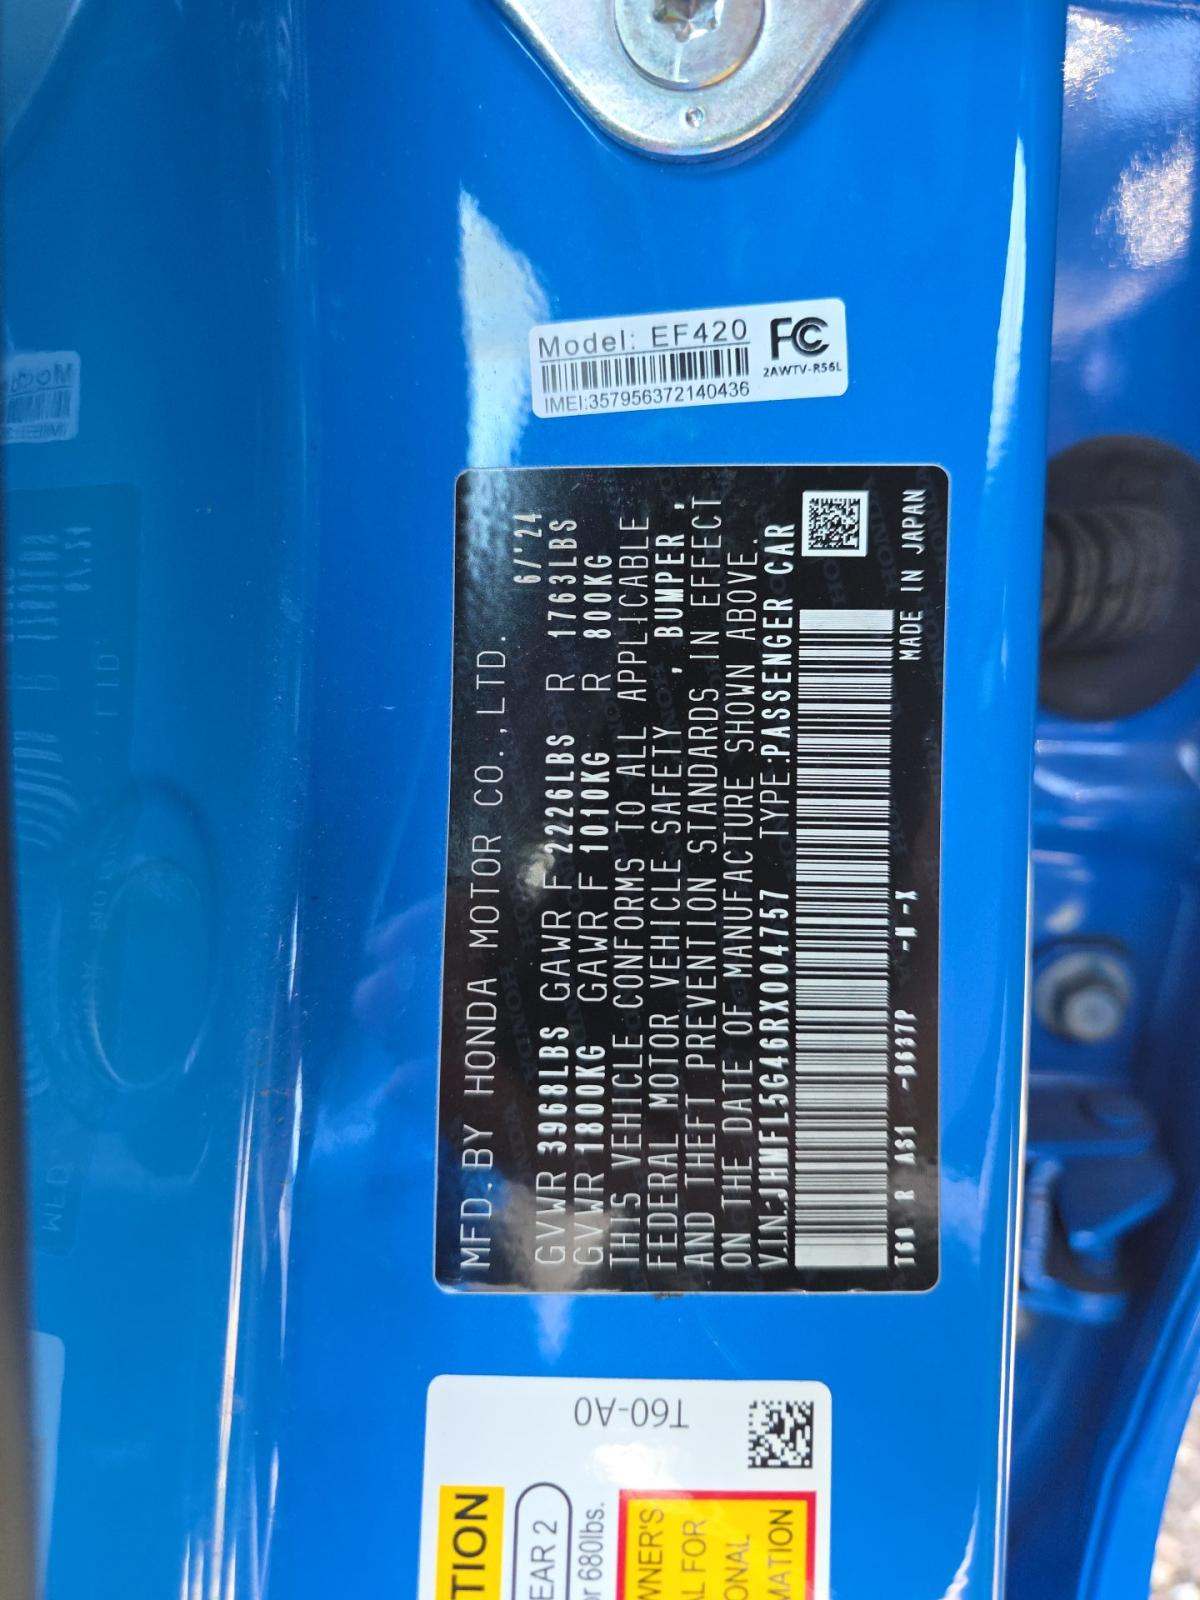 Model: EF420
IMEI:357956372140436
FC
2AWTV-R56L
MFD.BY HONDA MOTOR CO.,LTD. 6/'24
GVWR 3968LBS GAWR F 2226LBS R 1763LBS
GVWR 1800KG GAWR F 1010KG R 800KG
THIS VEHICLE CONFORMS TO ALL APPLICABLE
FEDERAL MOTOR VEHICLE SAFETY , BUMPER ,
AND THEFT PREVENTION STANDARDS IN EFFECT
ON THE DATE OF MANUFACTURE SHOWN ABOVE.
V.I.N.:JHMFL5G46RX004757 TYPE:PASSENGER CAR
T60 R AS1 -B637P -M -X MADE IN JAPAN
T60-A0
TION
EAR 2
or 680lbs.
WNER'S
AL FOR
ONAL
MATION